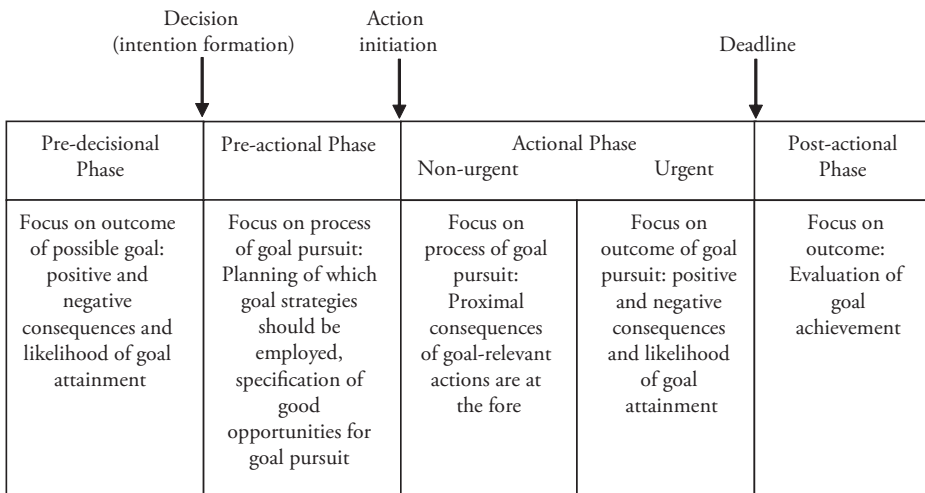 Decision
(intention formation)
Action
initiation
Deadline
Pre-decisional
Phase
Pre-actional Phase
Actional Phase
Non-urgent
Urgent
Post-actional
Phase
Focus on outcome
of possible goal:
positive and
negative
consequences and
likelihood of goal
attainment
Focus on process
of goal pursuit:
Planning of which
goal strategies
should be
employed,
specification of
good
opportunities for
goal pursuit
Focus on
process of goal
pursuit:
Proximal
consequences
of goal-relevant
actions are at
the fore
Focus on
outcome of goal
pursuit: positive
and negative
consequences
and likelihood
of goal
attainment
Focus on
outcome:
Evaluation of
goal
achievement